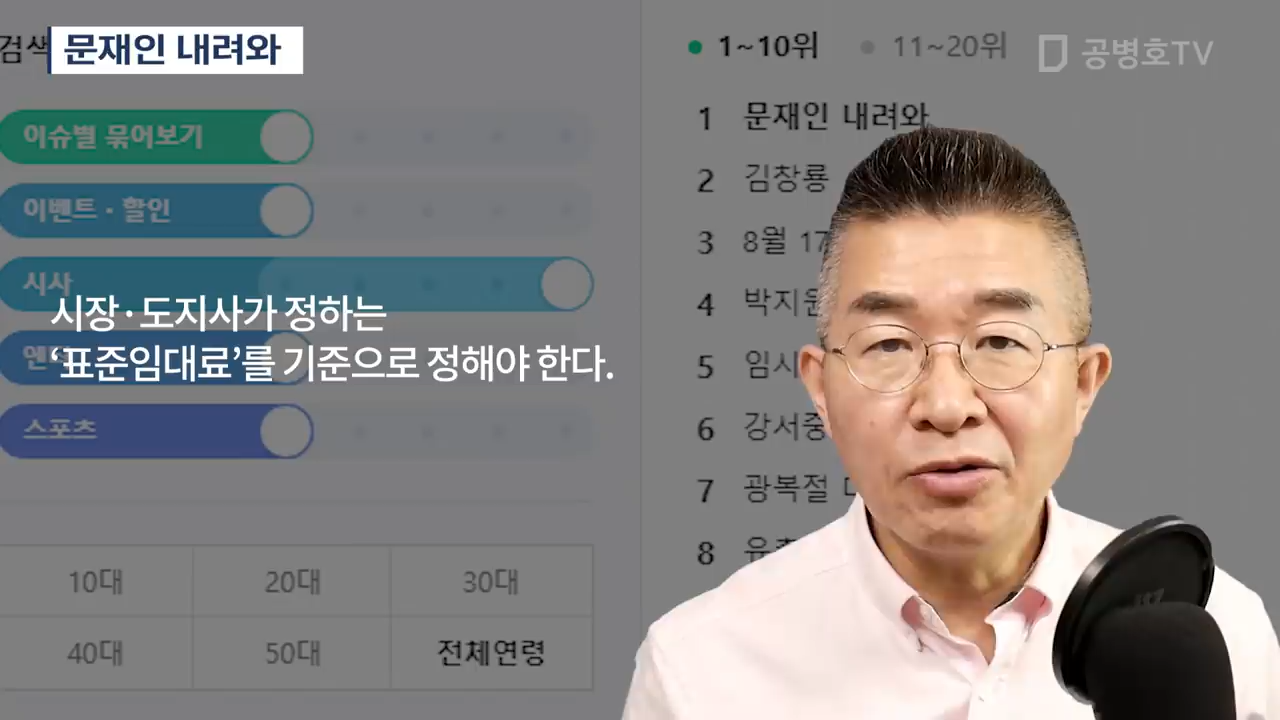 검색
문재인 내려와
1~10위
11~20위
공병호TV
이슈별 묶어보기
이벤트·할인
시사
시장·도지사가 정하는
‘표준임대료’를 기준으로 정해야 한다.
스포츠
10대
20대
30대
40대
50대
전체연령
1 문재인 내려와
2 김창룡
3 8월 17
4 박지원
5 임시
6 강서중
7 광복절
8